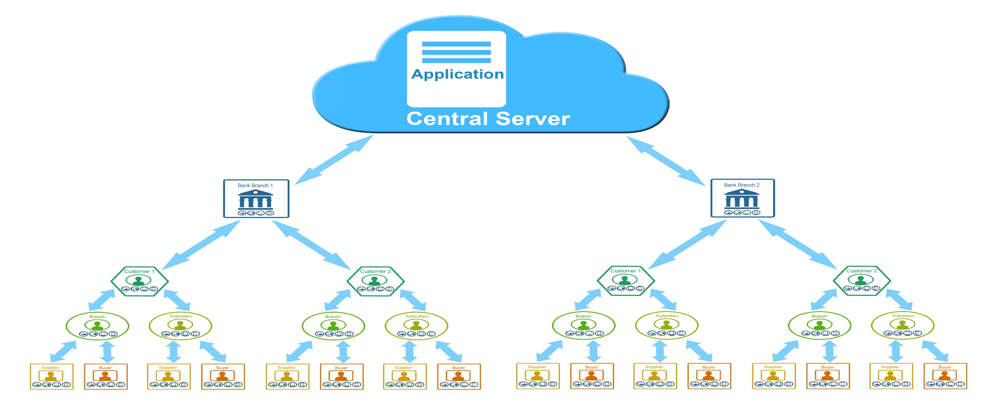 Application
Central Server
Bank Branch 1
Bank Branch 2
Customer 1
Customer 2
Customer 1
Customer 2
Branch
Subsidiary
Branch
Subsidiary
Branch
Subsidiary
Branch
Subsidiary
Supplier
Buyer
Supplier
Buyer
Supplier
Buyer
Supplier
Buyer
Supplier
Buyer
Supplier
Buyer
Supplier
Buyer
Supplier
Buyer